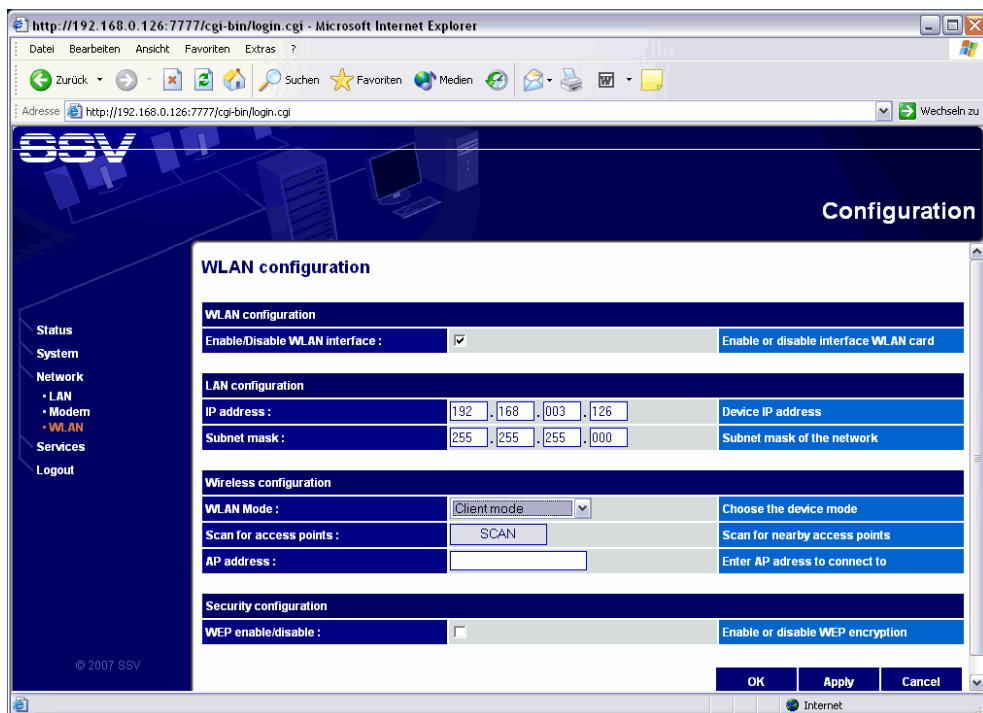 http://192.168.0.126:7777/cgi-bin/login.cgi - Microsoft Internet Explorer
Datei Bearbeiten Ansicht Favoriten Extras ?
Zurück Suchen Favoriten Medien
Adresse http://192.168.0.126:7777/cgi-bin/login.cgi Wechseln zu
SSV
Configuration
WLAN configuration
WLAN configuration
Enable/Disable WLAN interface : Enable or disable interface WLAN card
LAN configuration
IP address : 192 . 168 . 003 . 126 Device IP address
Subnet mask : 255 . 255 . 255 . 000 Subnet mask of the network
Wireless configuration
WLAN Mode : Client mode Choose the device mode
Scan for access points : SCAN Scan for nearby access points
AP address : Enter AP adress to connect to
Security configuration
WEP enable/disable : Enable or disable WEP encryption
OK Apply Cancel
Status
System
Network
• LAN
• Modem
• WLAN
Services
Logout
© 2007 SSV
Internet